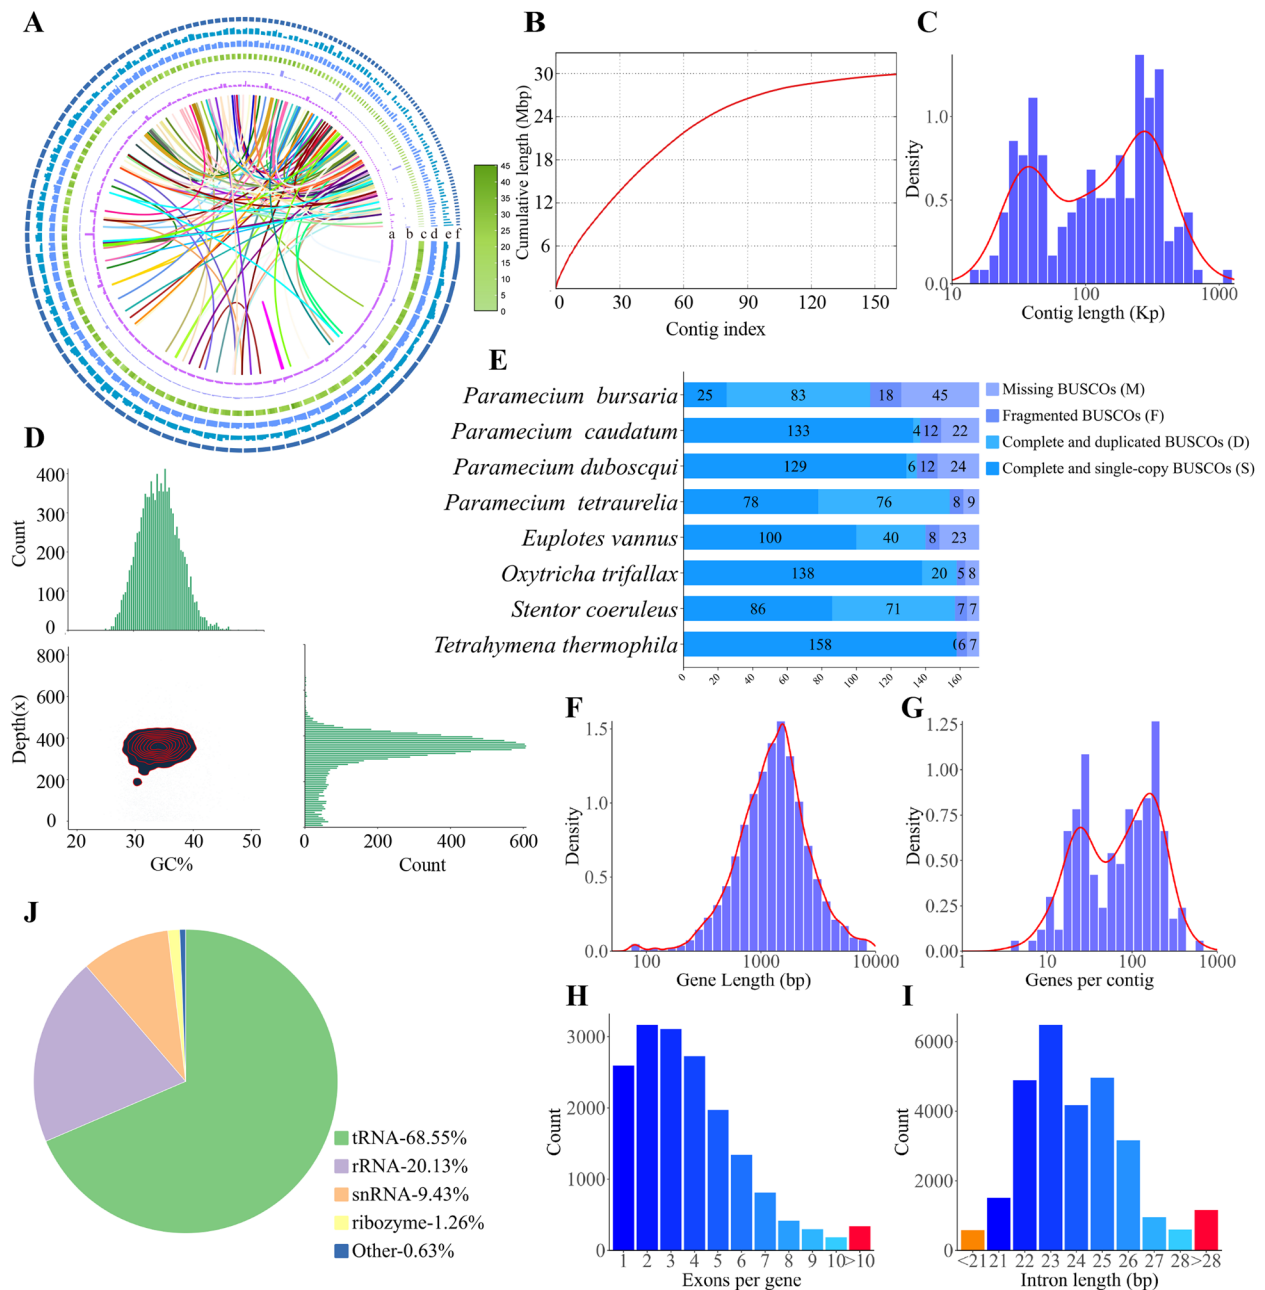 A
a b c d e f
45
40
35
30
25
20
15
10
5
0
B
Cumulative length (Mbp)
30
24
18
12
6
0 30 60 90 120 150
Contig index
C
Density
1.0
0.5
0.0
10 100 1000
Contig length (Kp)
D
Count
400
300
200
100
0
Depth(x)
800
600
400
200
0
20 30 40 50
GC%
0 200 400 600
Count
E
Paramecium bursaria 25 83 18 45
Paramecium caudatum 133 4 12 22
Paramecium duboscqui 129 6 12 24
Paramecium tetraurelia 78 76 8 9
Euplotes vannus 100 40 8 23
Oxytricha trifallax 138 20 5 8
Stentor coeruleus 86 71 7 7
Tetrahymena thermophila 158 6 7
0 20 40 60 80 100 120 140 160
Missing BUSCOs (M)
Fragmented BUSCOs (F)
Complete and duplicated BUSCOs (D)
Complete and single-copy BUSCOs (S)
F
Density
1.5
1.0
0.5
0.0
100 1000 10000
Gene Length (bp)
G
Density
1.25
1.00
0.75
0.50
0.25
0.00
1 10 100 1000
Genes per contig
H
Count
3000
2000
1000
0
1 2 3 4 5 6 7 8 9 10 >10
Exons per gene
I
Count
6000
4000
2000
0
<21 21 22 23 24 25 26 27 28 >28
Intron length (bp)
J
tRNA-68.55%
rRNA-20.13%
snRNA-9.43%
ribozyme-1.26%
Other-0.63%